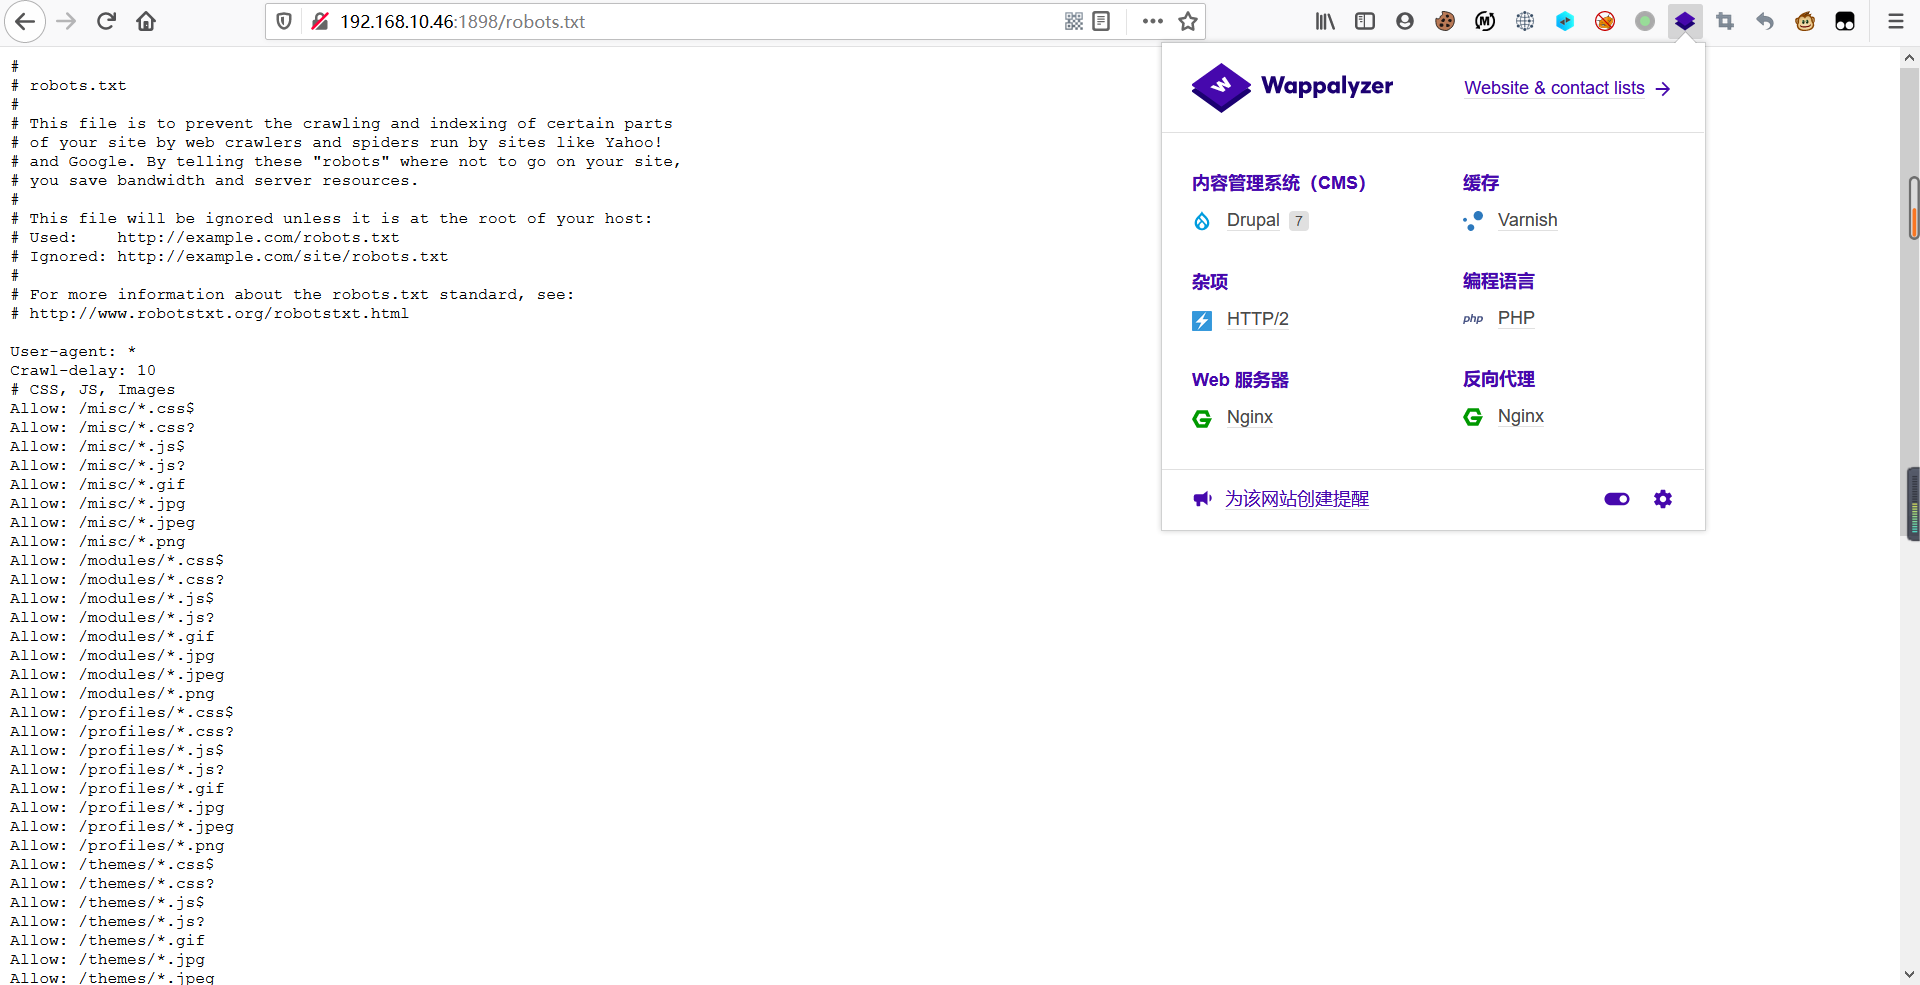 192.168.10.46:1898/robots.txt
#
# robots.txt
#
# This file is to prevent the crawling and indexing of certain parts
# of your site by web crawlers and spiders run by sites like Yahoo!
# and Google. By telling these "robots" where not to go on your site,
# you save bandwidth and server resources.
#
# This file will be ignored unless it is at the root of your host:
# Used:    http://example.com/robots.txt
# Ignored: http://example.com/site/robots.txt
#
# For more information about the robots.txt standard, see:
# http://www.robotstxt.org/robotstxt.html
User-agent: *
Crawl-delay: 10
# CSS, JS, Images
Allow: /misc/*.css$
Allow: /misc/*.css?
Allow: /misc/*.js$
Allow: /misc/*.js?
Allow: /misc/*.gif
Allow: /misc/*.jpg
Allow: /misc/*.jpeg
Allow: /misc/*.png
Allow: /modules/*.css$
Allow: /modules/*.css?
Allow: /modules/*.js$
Allow: /modules/*.js?
Allow: /modules/*.gif
Allow: /modules/*.jpg
Allow: /modules/*.jpeg
Allow: /modules/*.png
Allow: /profiles/*.css$
Allow: /profiles/*.css?
Allow: /profiles/*.js$
Allow: /profiles/*.js?
Allow: /profiles/*.gif
Allow: /profiles/*.jpg
Allow: /profiles/*.jpeg
Allow: /profiles/*.png
Allow: /themes/*.css$
Allow: /themes/*.css?
Allow: /themes/*.js$
Allow: /themes/*.js?
Allow: /themes/*.gif
Allow: /themes/*.jpg
Allow: /themes/*.jpeg
W Wappalyzer
Website & contact lists
内容管理系统（CMS）
Drupal 7
缓存
Varnish
杂项
HTTP/2
编程语言
php PHP
Web 服务器
Nginx
反向代理
Nginx
为该网站创建提醒